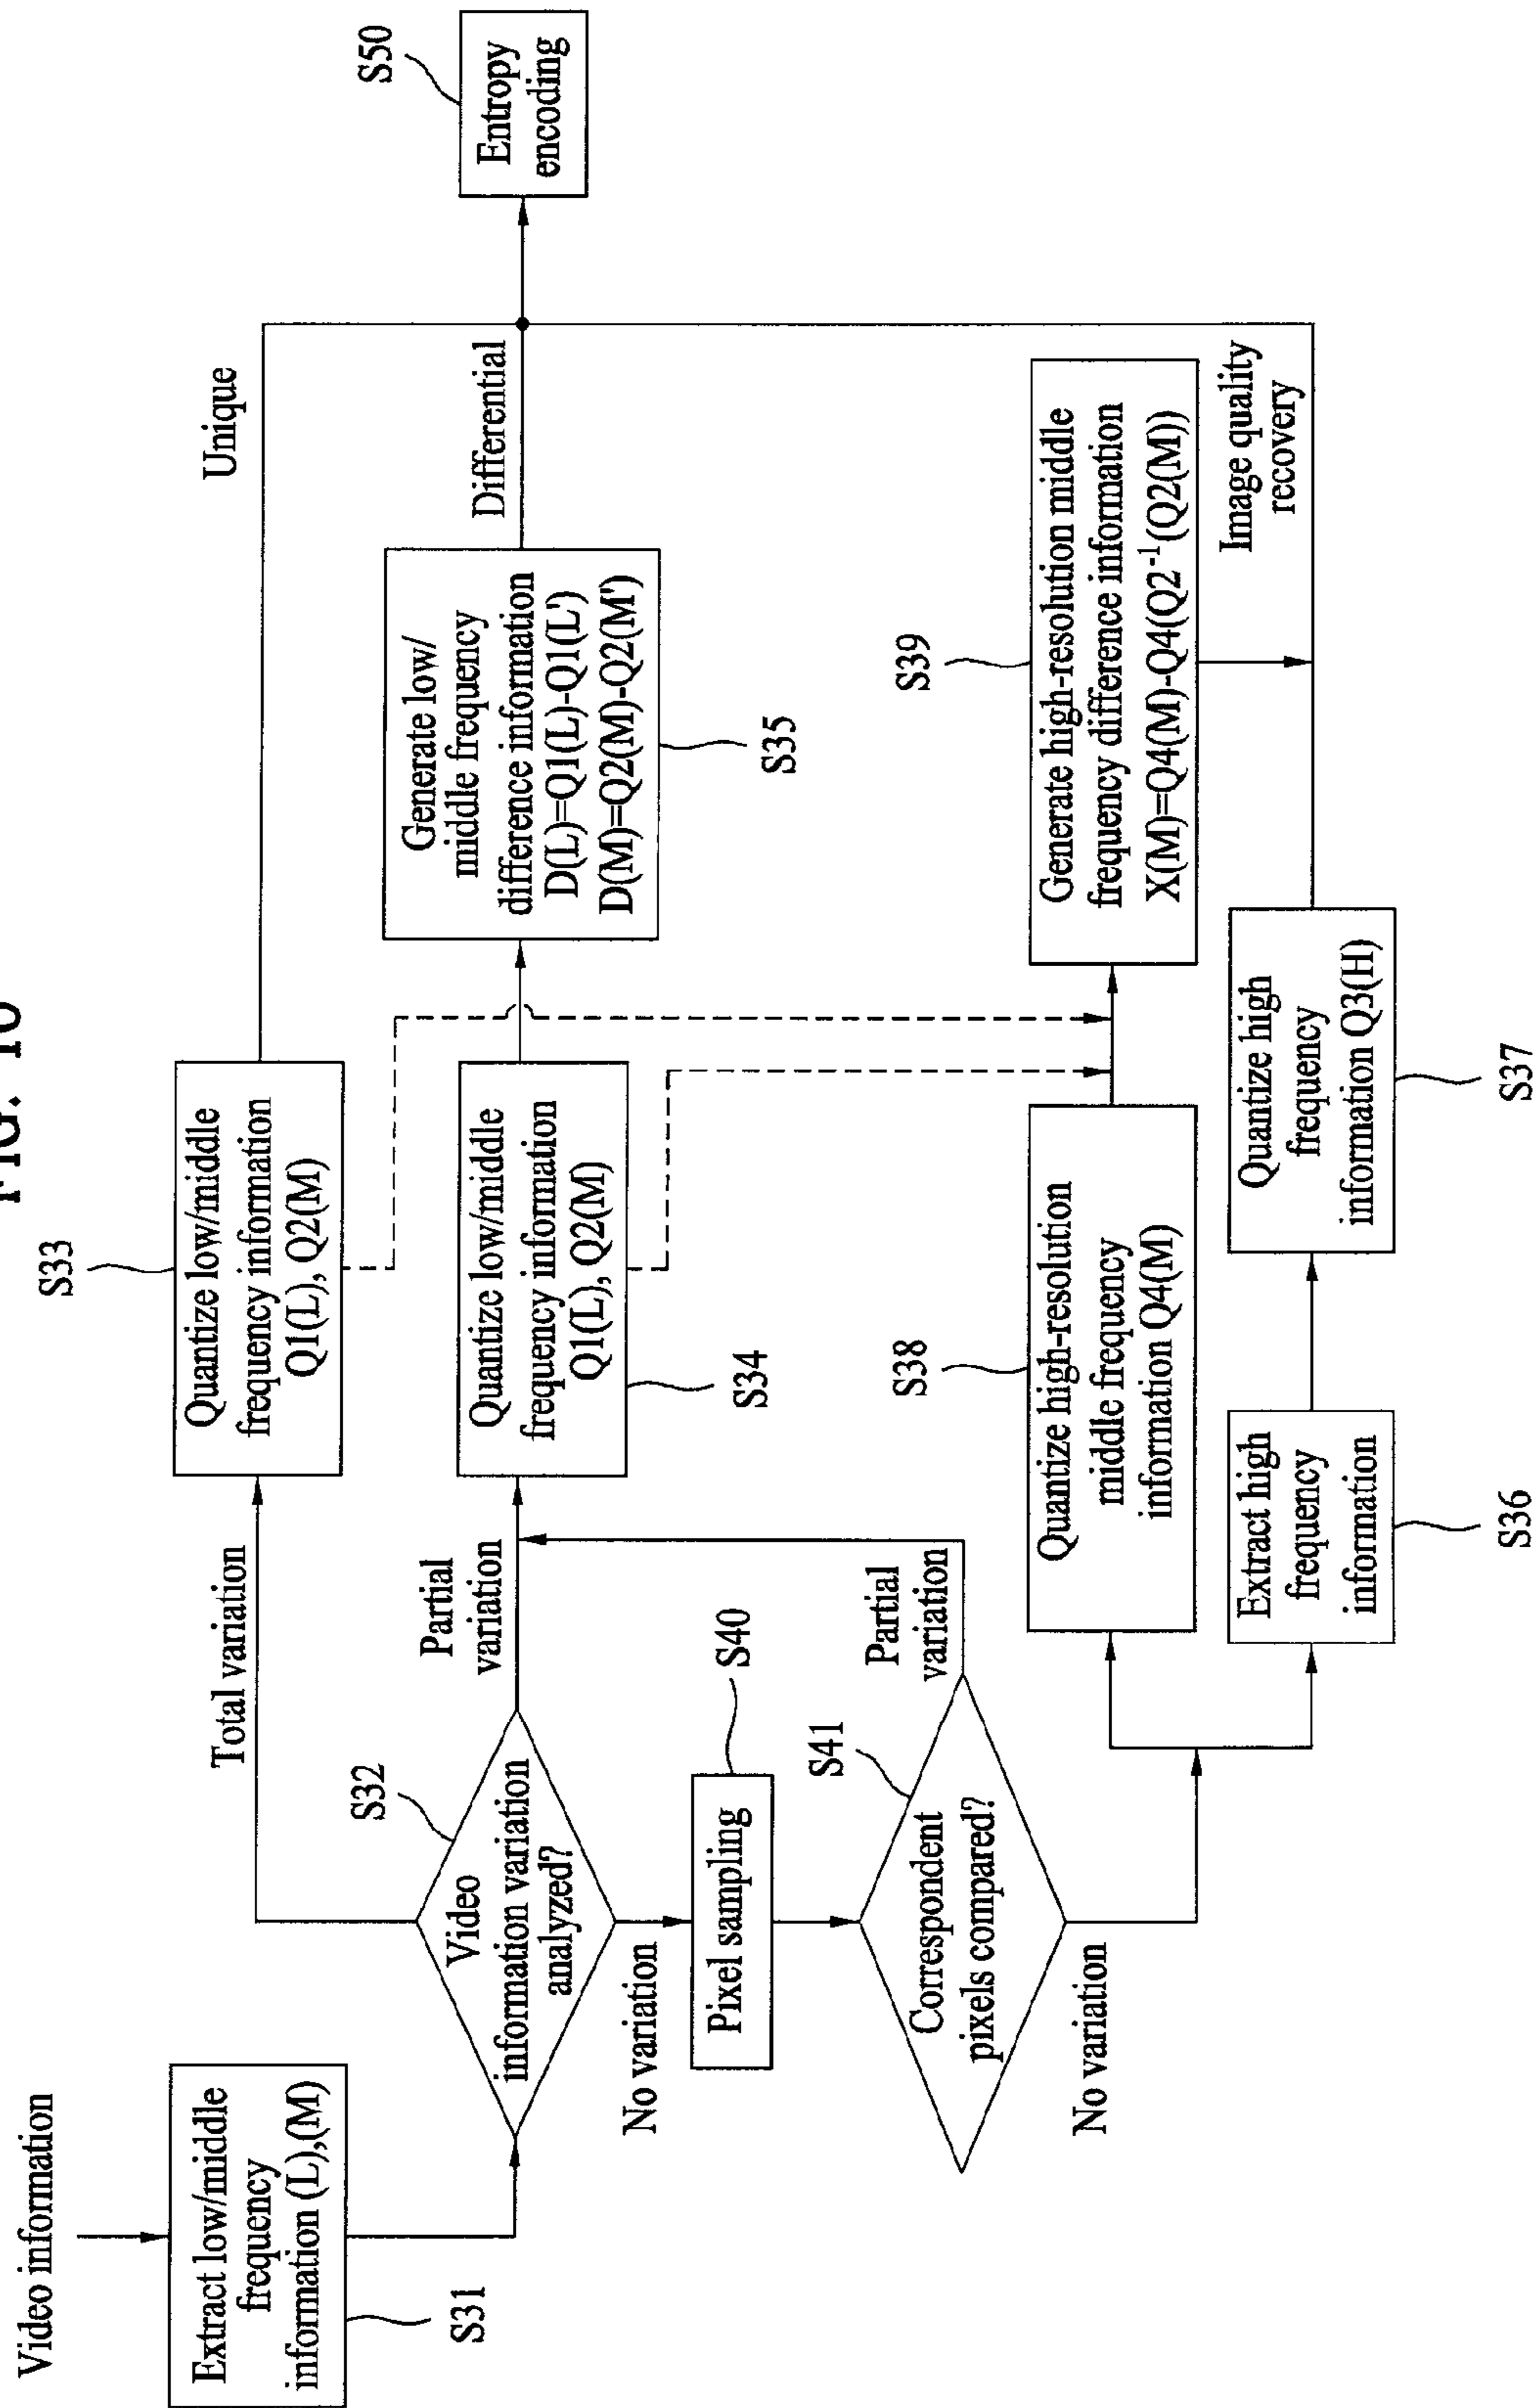 FIG. 10
Video information
Extract low/middle
frequency
information (L),(M)
S31
Video
information variation
analyzed?
S32
Total variation
Partial
variation
No variation
Quantize low/middle
frequency information
Q1(L), Q2(M)
S33
Unique
Quantize low/middle
frequency information
Q1(L), Q2(M)
S34
Generate low/
middle frequency
difference information
D(L)=Q1(L)-Q1(L')
D(M)=Q2(M)-Q2(M')
S35
Differential
Entropy
encoding
S50
Pixel sampling
S40
Correspondent
pixels compared?
S41
Partial
variation
No variation
Quantize high-resolution
middle frequency
information Q4(M)
S38
Generate high-resolution middle
frequency difference information
X(M)=Q4(M)-Q4(Q2⁻¹(Q2(M))
S39
Extract high
frequency
information
S36
Quantize high
frequency
information Q3(H)
S37
Image quality
recovery